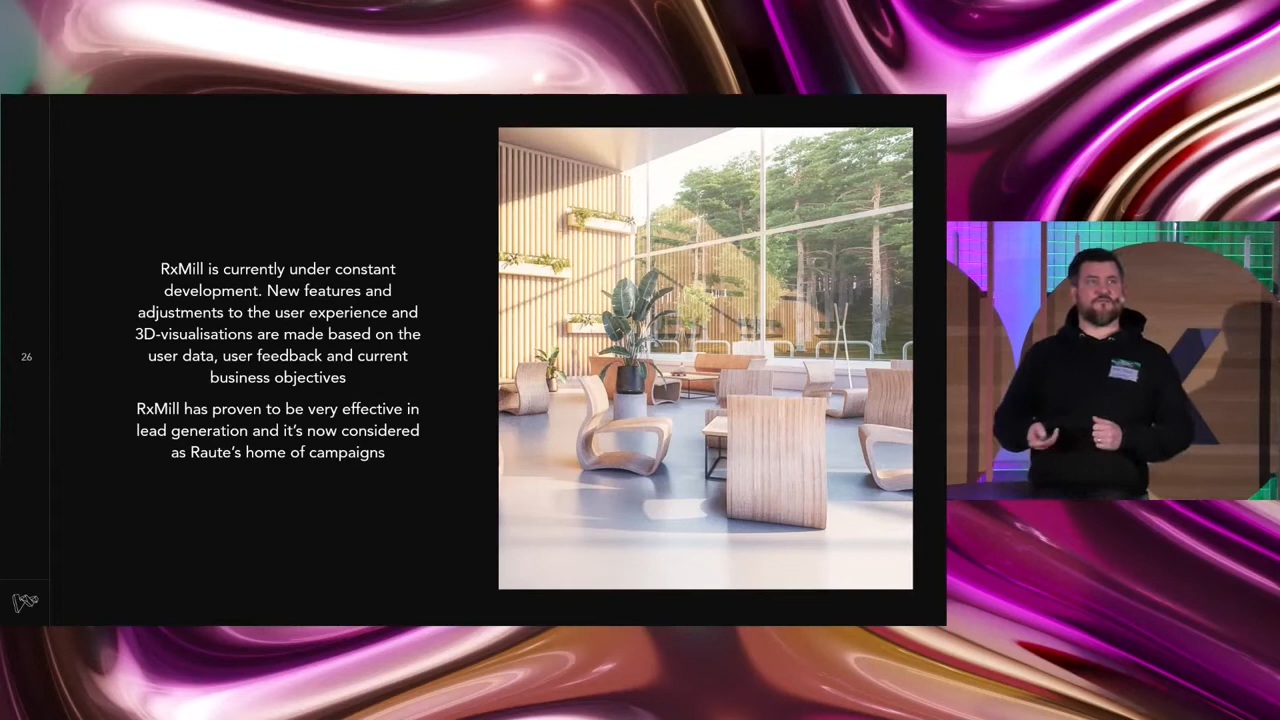 RxMill is currently under constant
development. New features and
adjustments to the user experience and
3D-visualisations are made based on the
user data, user feedback and current
business objectives
RxMill has proven to be very effective in
lead generation and it’s now considered
as Raute’s home of campaigns
26